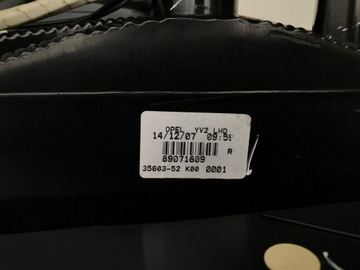 OPEL YV2 LHD
14/12/07 09:59
R
89071609
35603-52 K00 0001